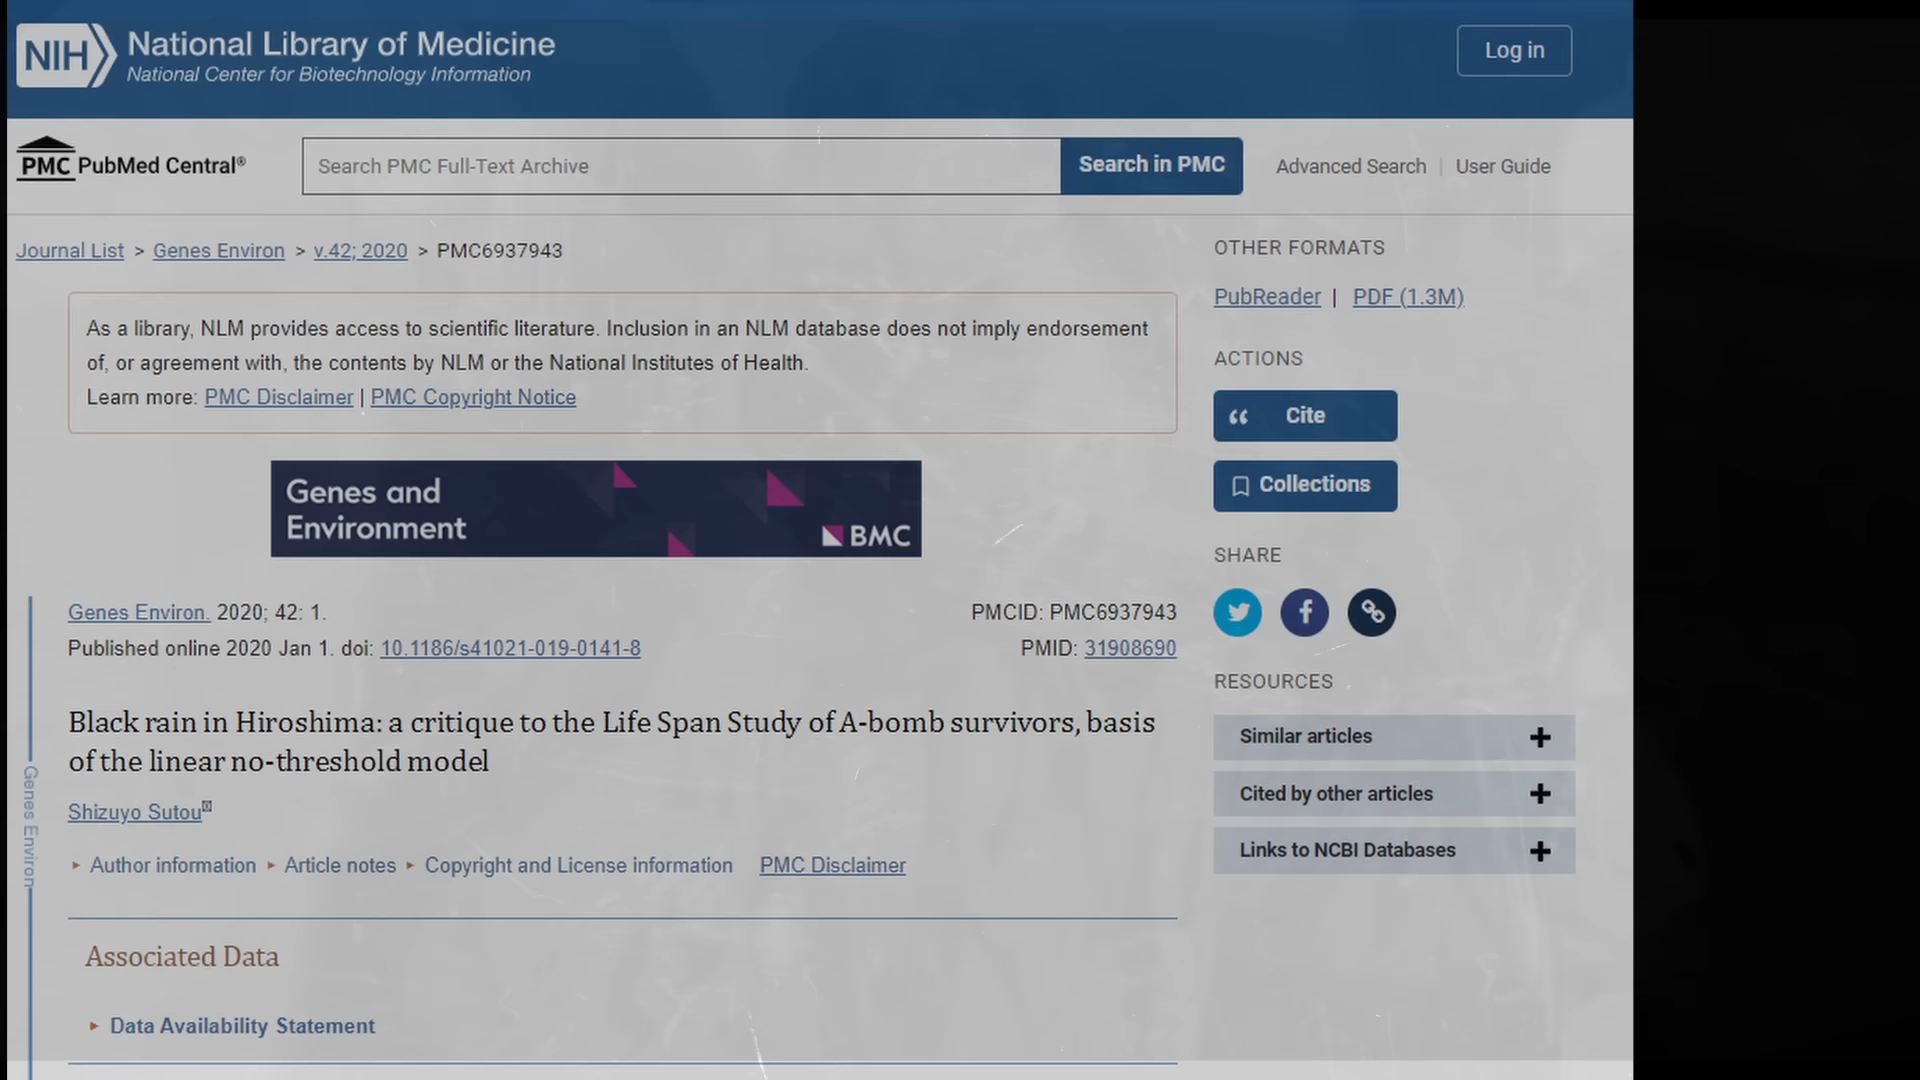 NIH National Library of Medicine
National Center for Biotechnology Information
Log in
PMC PubMed Central®
Search PMC Full-Text Archive
Search in PMC
Advanced Search | User Guide
Journal List > Genes Environ > v.42; 2020 > PMC6937943
As a library, NLM provides access to scientific literature. Inclusion in an NLM database does not imply endorsement
of, or agreement with, the contents by NLM or the National Institutes of Health.
Learn more: PMC Disclaimer | PMC Copyright Notice
Genes and
Environment
BMC
Genes Environ. 2020; 42: 1.
Published online 2020 Jan 1. doi: 10.1186/s41021-019-0141-8
PMCID: PMC6937943
PMID: 31908690
Black rain in Hiroshima: a critique to the Life Span Study of A-bomb survivors, basis
of the linear no-threshold model
Shizuyo Sutou
Author information Article notes Copyright and License information PMC Disclaimer
Associated Data
Data Availability Statement
Genes Environ
OTHER FORMATS
PubReader | PDF (1.3M)
ACTIONS
Cite
Collections
SHARE
RESOURCES
Similar articles
Cited by other articles
Links to NCBI Databases